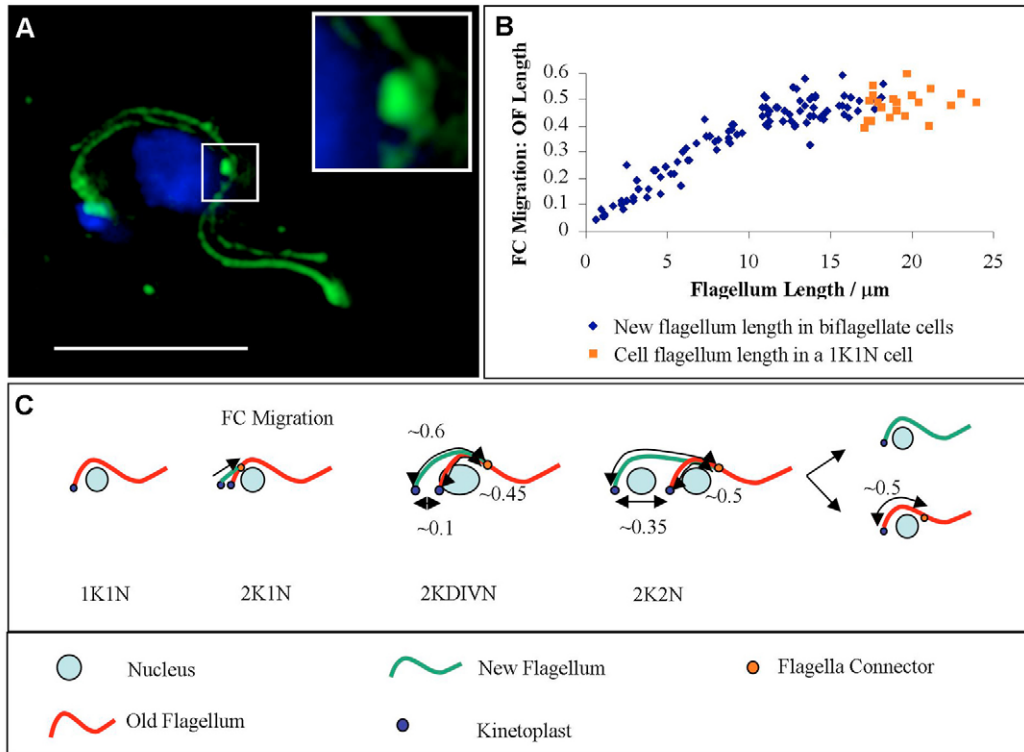 A
B
FC Migration: OF Length
0.6
0.5
0.4
0.3
0.2
0.1
0
0 5 10 15 20 25
Flagellum Length / μm
New flagellum length in biflagellate cells
Cell flagellum length in a 1K1N cell
C
FC Migration
~0.6
~0.45
~0.1
~0.5
~0.35
~0.5
1K1N 2K1N 2KDIVN 2K2N
Nucleus New Flagellum Flagella Connector
Old Flagellum Kinetoplast